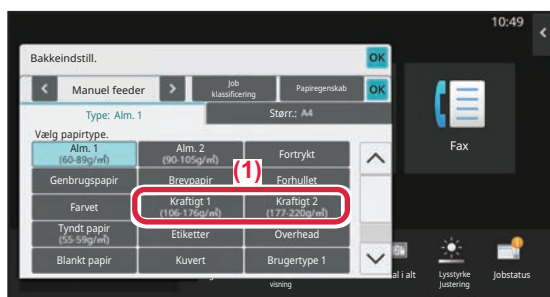 10:49
Bakkeindstill.
OK
Manuel feeder
Job
klassificering
Papiregenskab
OK
Type: Alm. 1
Størr.: A4
Vælg papirtype.
Alm. 1
(60-89g/㎡)
Alm. 2
(90-105g/㎡)
Fortrykt
Fax
(1)
Genbrugspapir
Brevpapir
Forhullet
Farvet
Kraftigt 1
(106-176g/㎡)
Kraftigt 2
(177-220g/㎡)
Tyndt papir
(55-59g/㎡)
Etiketter
Overhead
Blankt papir
Kuvert
Brugertype 1
al i alt
Lysstyrke
Justering
Jobstatus
visning